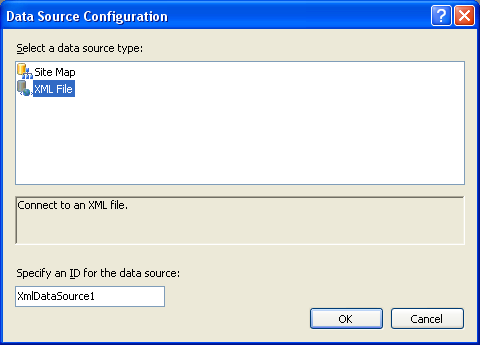 Data Source Configuration
Select a data source type:
Site Map
XML File
Connect to an XML file.
Specify an ID for the data source:
XmlDataSource1
OK
Cancel